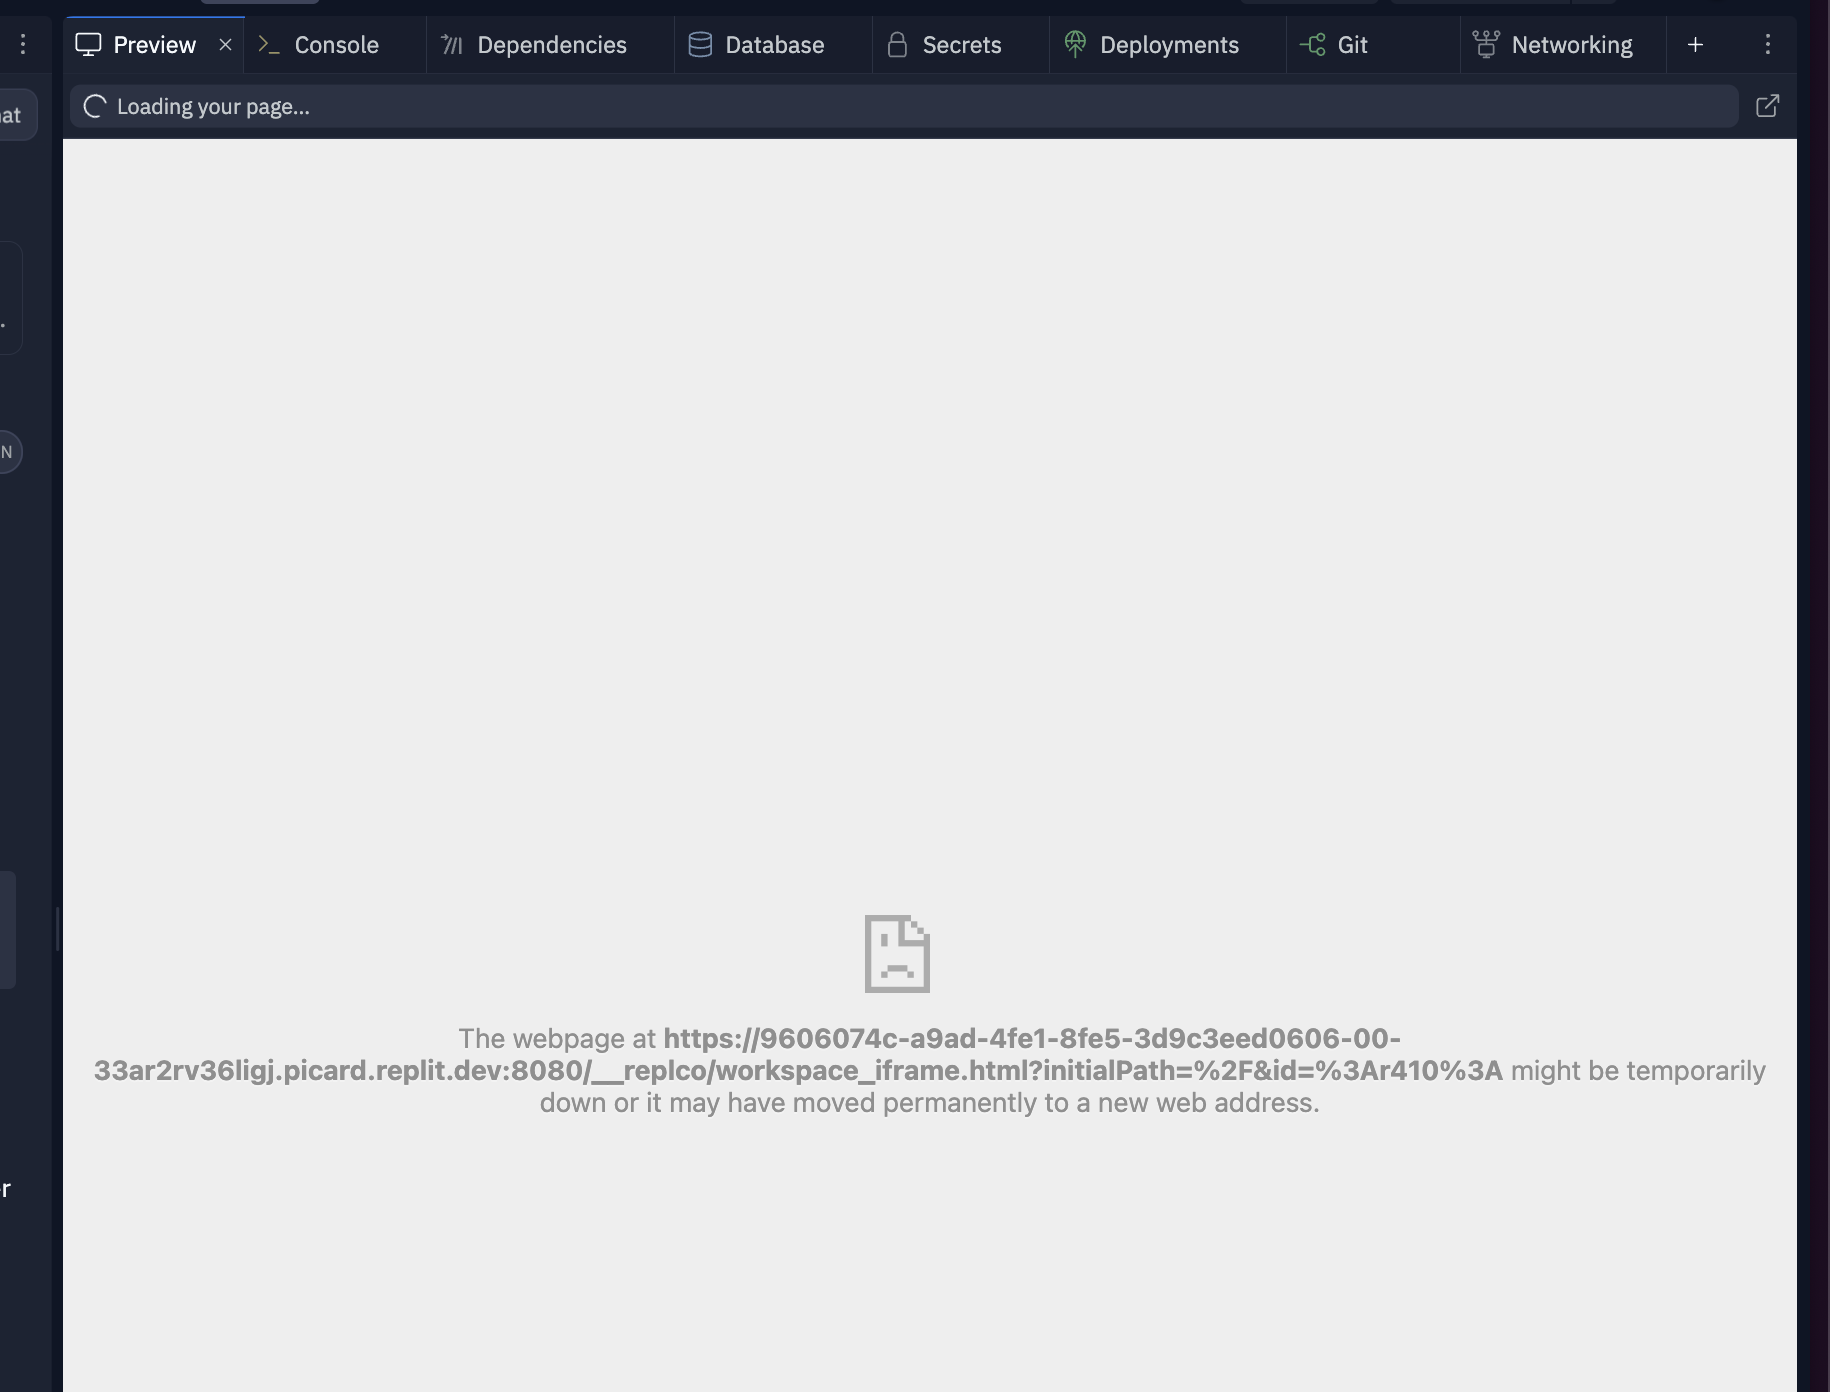 Preview Console Dependencies Database Secrets Deployments Git Networking
Loading your page...
at
N
The webpage at https://9606074c-a9ad-4fe1-8fe5-3d9c3eed0606-00-
33ar2rv36ligj.picard.replit.dev:8080/__replco/workspace_iframe.html?initialPath=%2F&id=%3Ar410%3A might be temporarily
down or it may have moved permanently to a new web address.
r